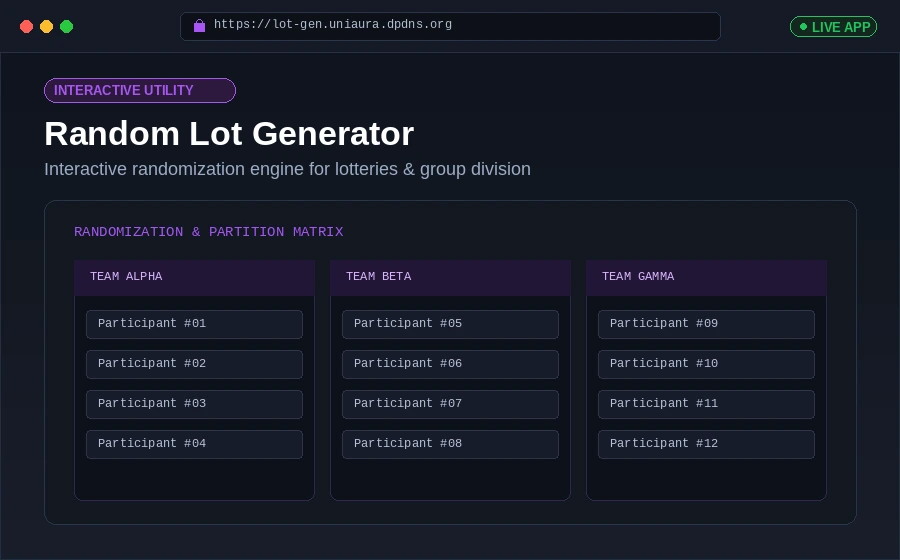 https://lot-gen.uniaura.dpdns.org
LIVE APP
INTERACTIVE UTILITY
Random Lot Generator
Interactive randomization engine for lotteries & group division
RANDOMIZATION & PARTITION MATRIX
TEAM ALPHA
Participant #01
Participant #02
Participant #03
Participant #04
TEAM BETA
Participant #05
Participant #06
Participant #07
Participant #08
TEAM GAMMA
Participant #09
Participant #10
Participant #11
Participant #12